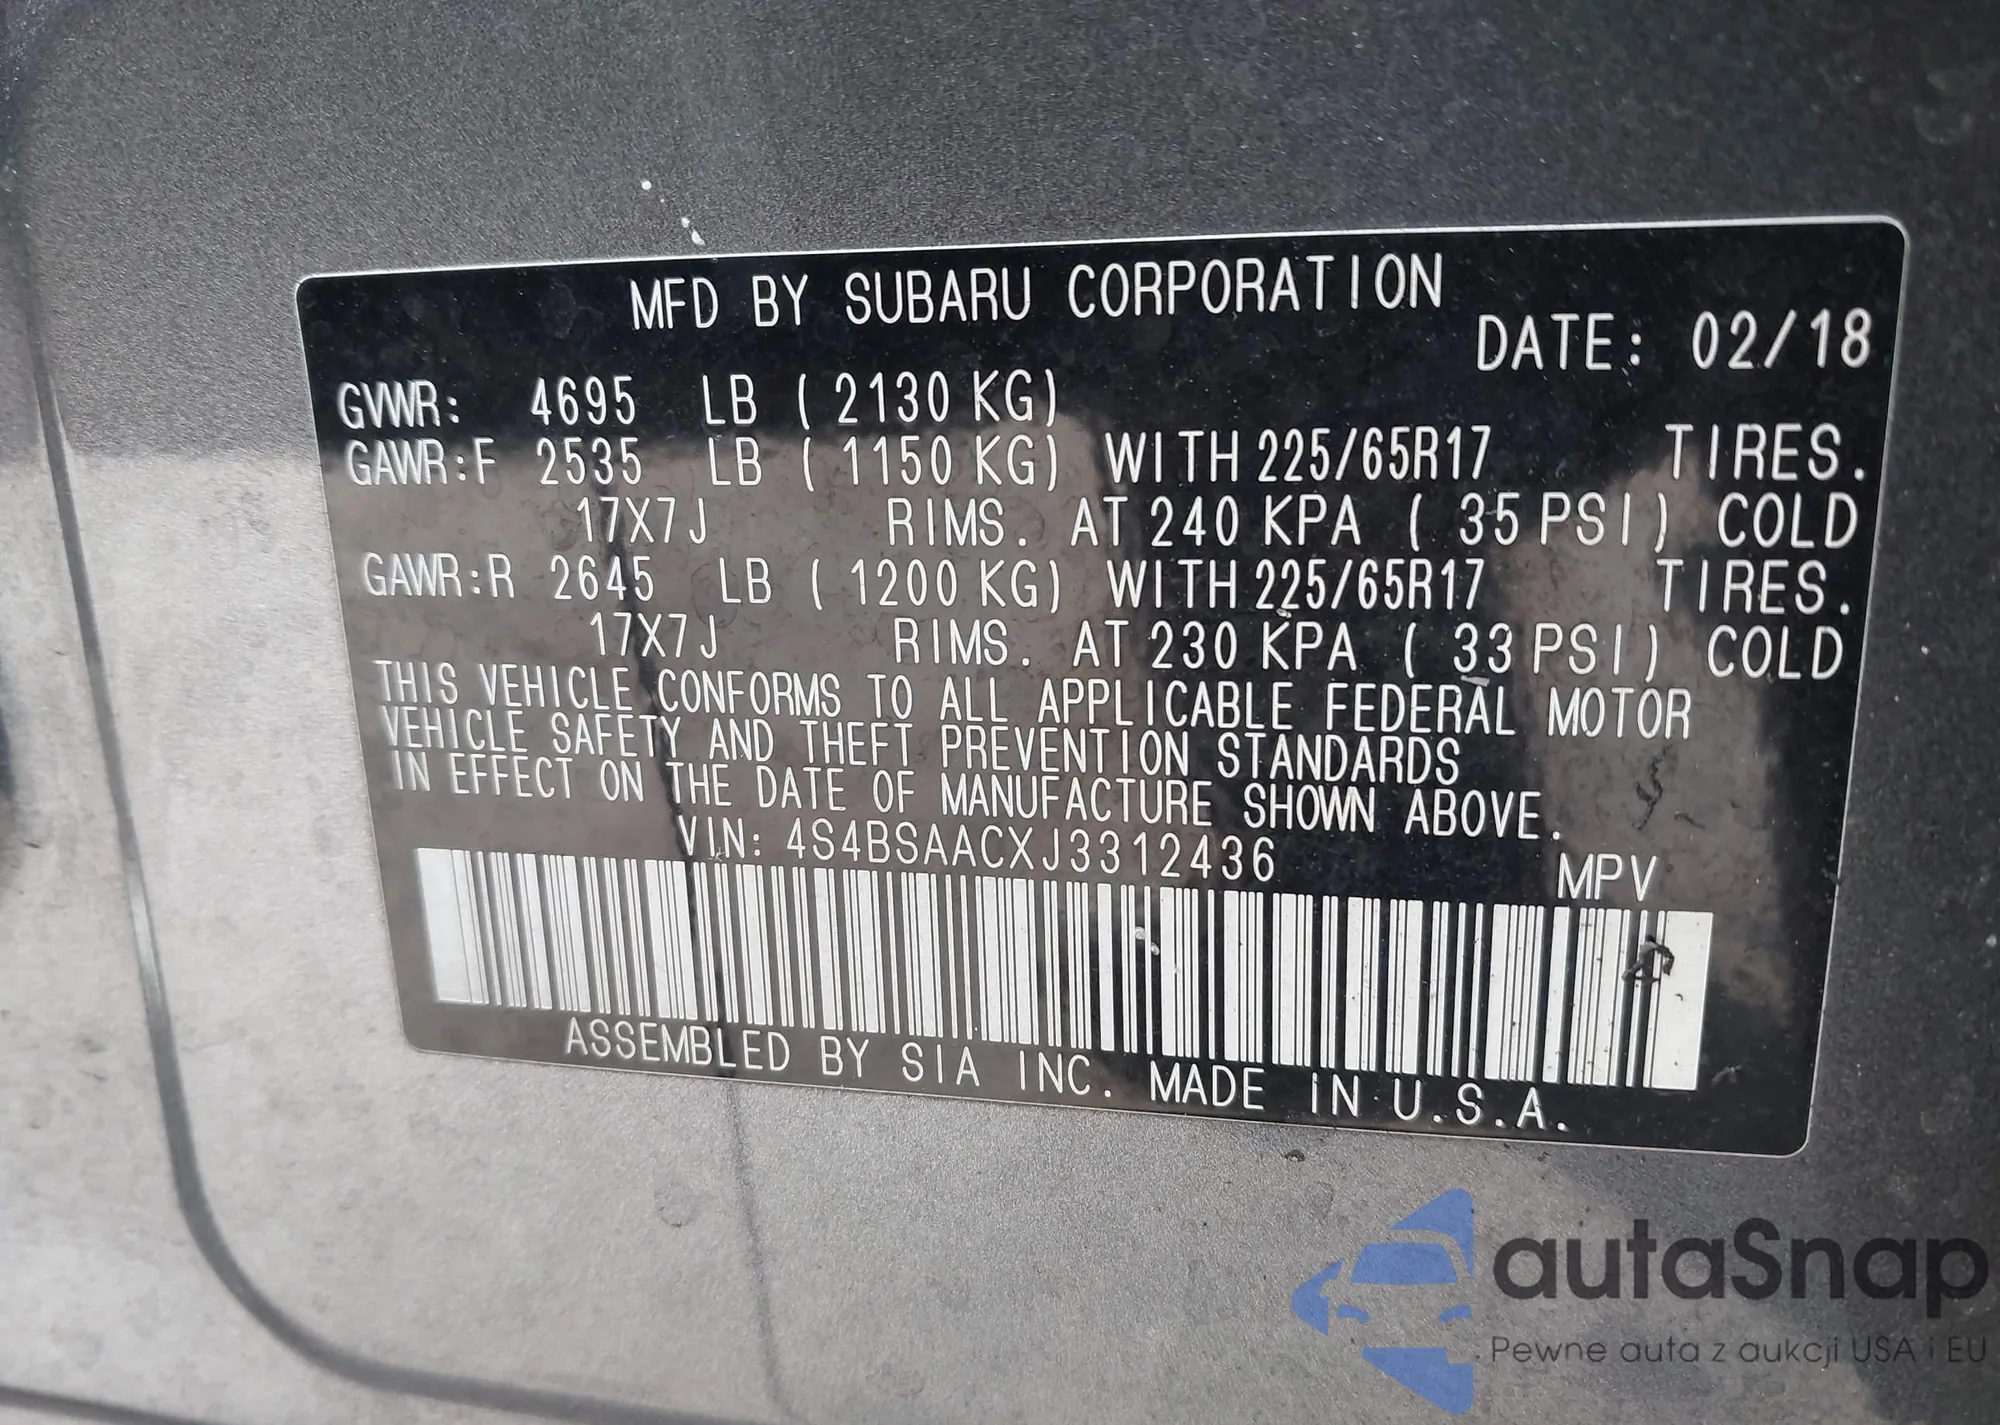 MFD BY SUBARU CORPORATION
DATE: 02/18
GVWR: 4695 LB ( 2130 KG)
GAWR:F 2535 LB ( 1150 KG) WITH 225/65R17 TIRES.
17X7J RIMS. AT 240 KPA ( 35 PSI) COLD
GAWR:R 2645 LB ( 1200 KG) WITH 225/65R17 TIRES.
17X7J RIMS. AT 230 KPA ( 33 PSI) COLD
THIS VEHICLE CONFORMS TO ALL APPLICABLE FEDERAL MOTOR
VEHICLE SAFETY AND THEFT PREVENTION STANDARDS
IN EFFECT ON THE DATE OF MANUFACTURE SHOWN ABOVE.
VIN: 4S4BSAACXJ3312436
MPV
ASSEMBLED BY SIA INC. MADE IN U.S.A.
autaSnap
Pewne auta z aukcji USA i EU